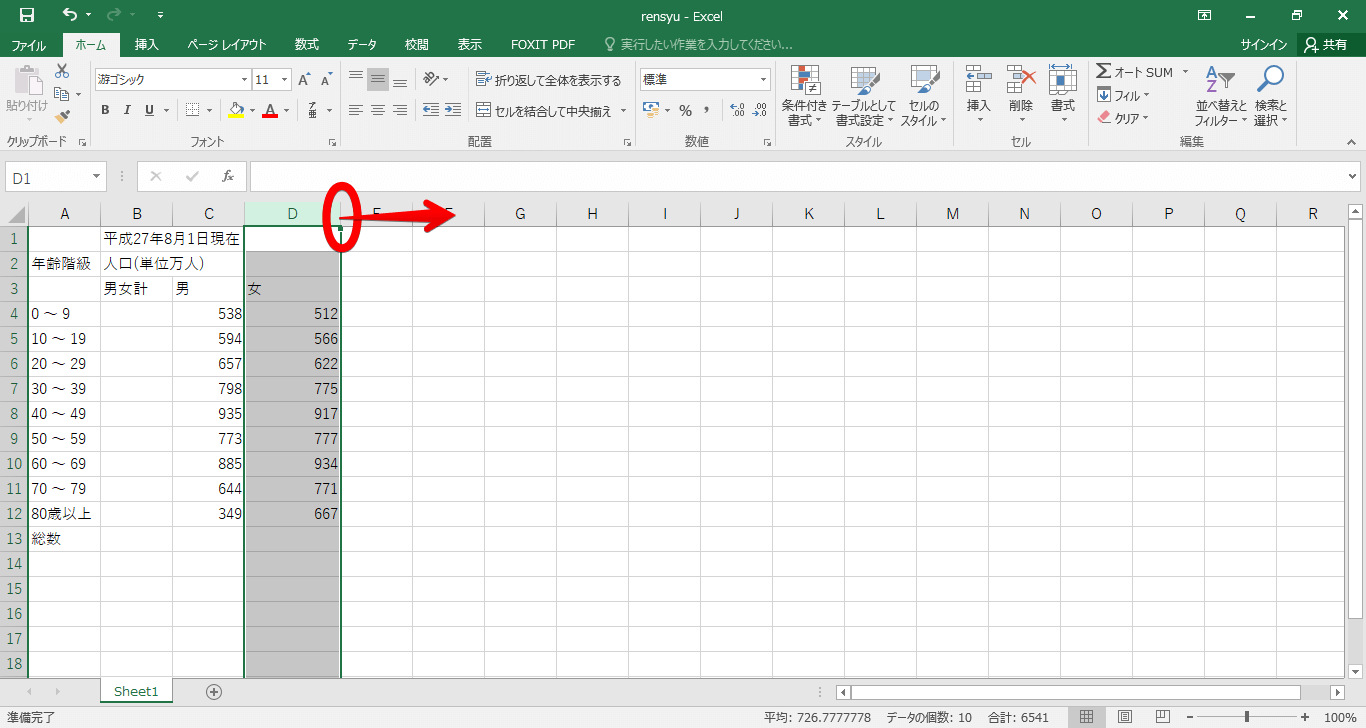 rensyu - Excel
ファイル ホーム 挿入 ページ レイアウト 数式 データ 校閲 表示 FOXIT PDF 実行したい作業を入力してください... サインイン 共有
貼り付け
クリップボード
游ゴシック 11
B I U
フォント
折り返して全体を表示する
セルを結合して中央揃え
配置
標準
% ,
数値
条件付き書式 テーブルとして書式設定 セルのスタイル
スタイル
挿入 削除 書式
セル
オート SUM
フィル
クリア
並べ替えとフィルター 検索と選択
編集
D1 fx
A B C D G H I J K L M N O P Q R
1 平成27年8月1日現在
2 年齢階級 人口(単位万人)
3 男女計 男 女
4 0 ～ 9 538 512
5 10 ～ 19 594 566
6 20 ～ 29 657 622
7 30 ～ 39 798 775
8 40 ～ 49 935 917
9 50 ～ 59 773 777
10 60 ～ 69 885 934
11 70 ～ 79 644 771
12 80歳以上 349 667
13 総数
14
15
16
17
18
Sheet1
準備完了 平均: 726.7777778 データの個数: 10 合計: 6541 100%